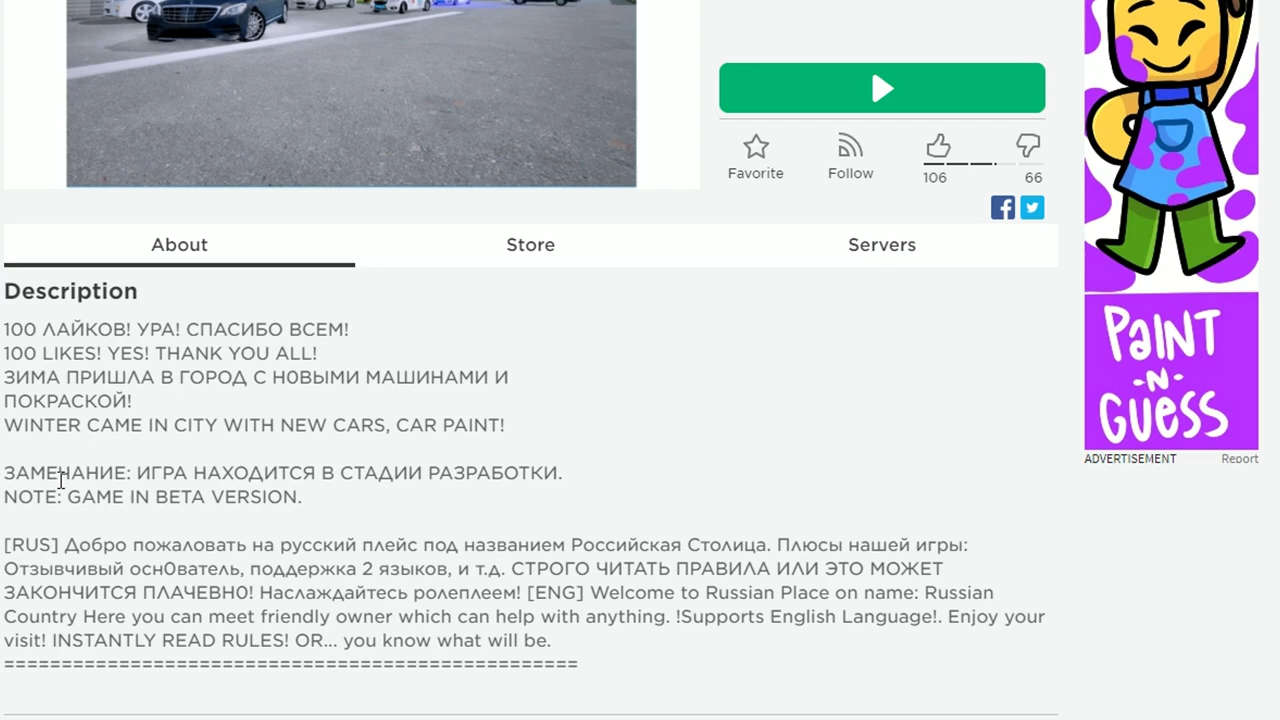 Favorite
Follow
106
66
About
Store
Servers
Description
100 ЛАЙКОВ! УРА! СПАСИБО ВСЕМ!
100 LIKES! YES! THANK YOU ALL!
ЗИМА ПРИШЛА В ГОРОД С Н0ВЫМИ МАШИНАМИ И
ПОКРАСКОЙ!
WINTER CAME IN CITY WITH NEW CARS, CAR PAINT!
ЗАМЕЧАНИЕ: ИГРА НАХОДИТСЯ В СТАДИИ РАЗРАБОТКИ.
NOTE: GAME IN BETA VERSION.
[RUS] Добро пожаловать на русский плейс под названием Российская Столица. Плюсы нашей игры:
Отзывчивый осн0ватель, поддержка 2 языков, и т.д. СТРОГО ЧИТАТЬ ПРАВИЛА ИЛИ ЭТО МОЖЕТ
ЗАКОНЧИТСЯ ПЛАЧЕВН0! Наслаждайтесь ролеплеем! [ENG] Welcome to Russian Place on name: Russian
Country Here you can meet friendly owner which can help with anything. !Supports English Language!. Enjoy your
visit! INSTANTLY READ RULES! OR... you know what will be.
==================================================
PAINT
-N-
GUESS
ADVERTISEMENT
Report